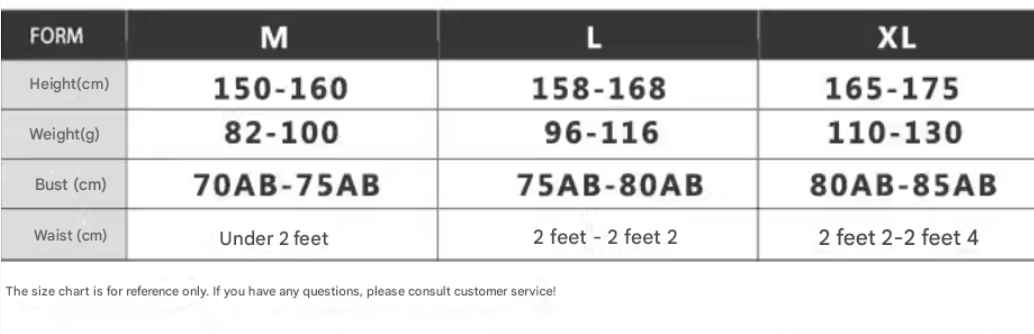 FORM M L XL
Height(cm) 150-160 158-168 165-175
Weight(g) 82-100 96-116 110-130
Bust (cm) 70AB-75AB 75AB-80AB 80AB-85AB
Waist (cm) Under 2 feet 2 feet - 2 feet 2 2 feet 2-2 feet 4
The size chart is for reference only. If you have any questions, please consult customer service!